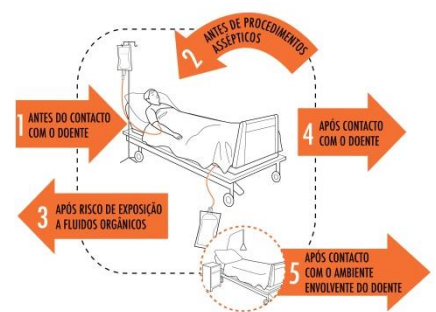 2 ANTES DE PROCEDIMENTOS
ASSÉPTICOS
1 ANTES DO CONTACTO
COM O DOENTE
4 APÓS CONTACTO
COM O DOENTE
3 APÓS RISCO DE EXPOSIÇÃO
A FLUIDOS ORGÂNICOS
5 APÓS CONTACTO
COM O AMBIENTE
ENVOLVENTE DO DOENTE